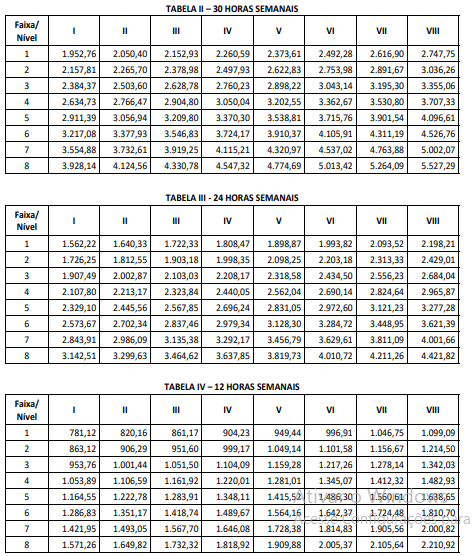 TABELA II – 30 HORAS SEMANAIS
Faixa/ Nível I II III IV V VI VII VIII
1 1.952,76 2.050,40 2.152,93 2.260,59 2.373,61 2.492,28 2.616,90 2.747,75
2 2.157,81 2.265,70 2.378,98 2.497,93 2.622,83 2.753,98 2.891,67 3.036,26
3 2.384,37 2.503,60 2.628,78 2.760,23 2.898,22 3.043,14 3.195,30 3.355,06
4 2.634,73 2.766,47 2.904,80 3.050,04 3.202,55 3.362,67 3.530,80 3.707,33
5 2.911,39 3.056,94 3.209,80 3.370,30 3.538,81 3.715,76 3.901,54 4.096,61
6 3.217,08 3.377,93 3.546,83 3.724,17 3.910,37 4.105,91 4.311,19 4.526,76
7 3.554,88 3.732,61 3.919,25 4.115,21 4.320,97 4.537,02 4.763,88 5.002,07
8 3.928,14 4.124,56 4.330,78 4.547,32 4.774,69 5.013,42 5.264,09 5.527,29
TABELA III - 24 HORAS SEMANAIS
Faixa/ Nível I II III IV V VI VII VIII
1 1.562,22 1.640,33 1.722,33 1.808,47 1.898,87 1.993,82 2.093,52 2.198,21
2 1.726,25 1.812,55 1.903,18 1.998,35 2.098,25 2.203,18 2.313,33 2.429,01
3 1.907,49 2.002,87 2.103,03 2.208,17 2.318,58 2.434,50 2.556,23 2.684,04
4 2.107,80 2.213,17 2.323,84 2.440,05 2.562,04 2.690,14 2.824,64 2.965,87
5 2.329,10 2.445,56 2.567,85 2.696,24 2.831,05 2.972,60 3.121,23 3.277,28
6 2.573,67 2.702,34 2.837,46 2.979,34 3.128,30 3.284,72 3.448,95 3.621,39
7 2.843,91 2.986,09 3.135,38 3.292,17 3.456,79 3.629,61 3.811,09 4.001,66
8 3.142,51 3.299,63 3.464,62 3.637,85 3.819,73 4.010,72 4.211,26 4.421,82
TABELA IV – 12 HORAS SEMANAIS
Faixa/ Nível I II III IV V VI VII VIII
1 781,12 820,16 861,17 904,23 949,44 996,91 1.046,75 1.099,09
2 863,12 906,29 951,60 999,17 1.049,14 1.101,58 1.156,67 1.214,50
3 953,76 1.001,44 1.051,50 1.104,09 1.159,28 1.217,26 1.278,14 1.342,03
4 1.053,89 1.106,59 1.161,92 1.220,01 1.281,01 1.345,07 1.412,32 1.482,93
5 1.164,55 1.222,78 1.283,91 1.348,11 1.415,52 1.486,30 1.560,61 1.638,65
6 1.286,83 1.351,17 1.418,74 1.489,67 1.564,16 1.642,37 1.724,48 1.810,70
7 1.421,95 1.493,05 1.567,70 1.646,08 1.728,38 1.814,83 1.905,56 2.000,82
8 1.571,26 1.649,82 1.732,32 1.818,92 1.909,88 2.005,37 2.105,64 2.210,92
Ativar o Windows
Acesse Configurações para